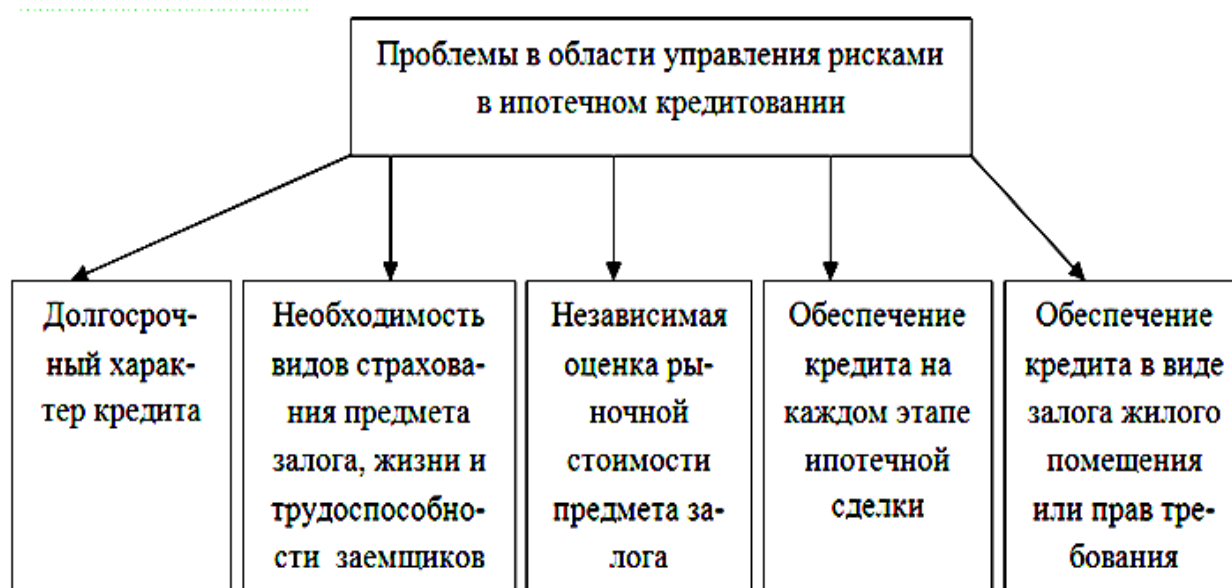 Проблемы в области управления рисками
в ипотечном кредитовании
Долгосроч-
ный харак-
тер кредита
Необходимость
видов страхова-
ния предмета
залога, жизни и
трудоспособно-
сти заемщиков
Независимая
оценка ры-
ночной
стоимости
предмета за-
лога
Обеспечение
кредита на
каждом этапе
ипотечной
сделки
Обеспечение
кредита в виде
залога жилого
помещения
или прав тре-
бования